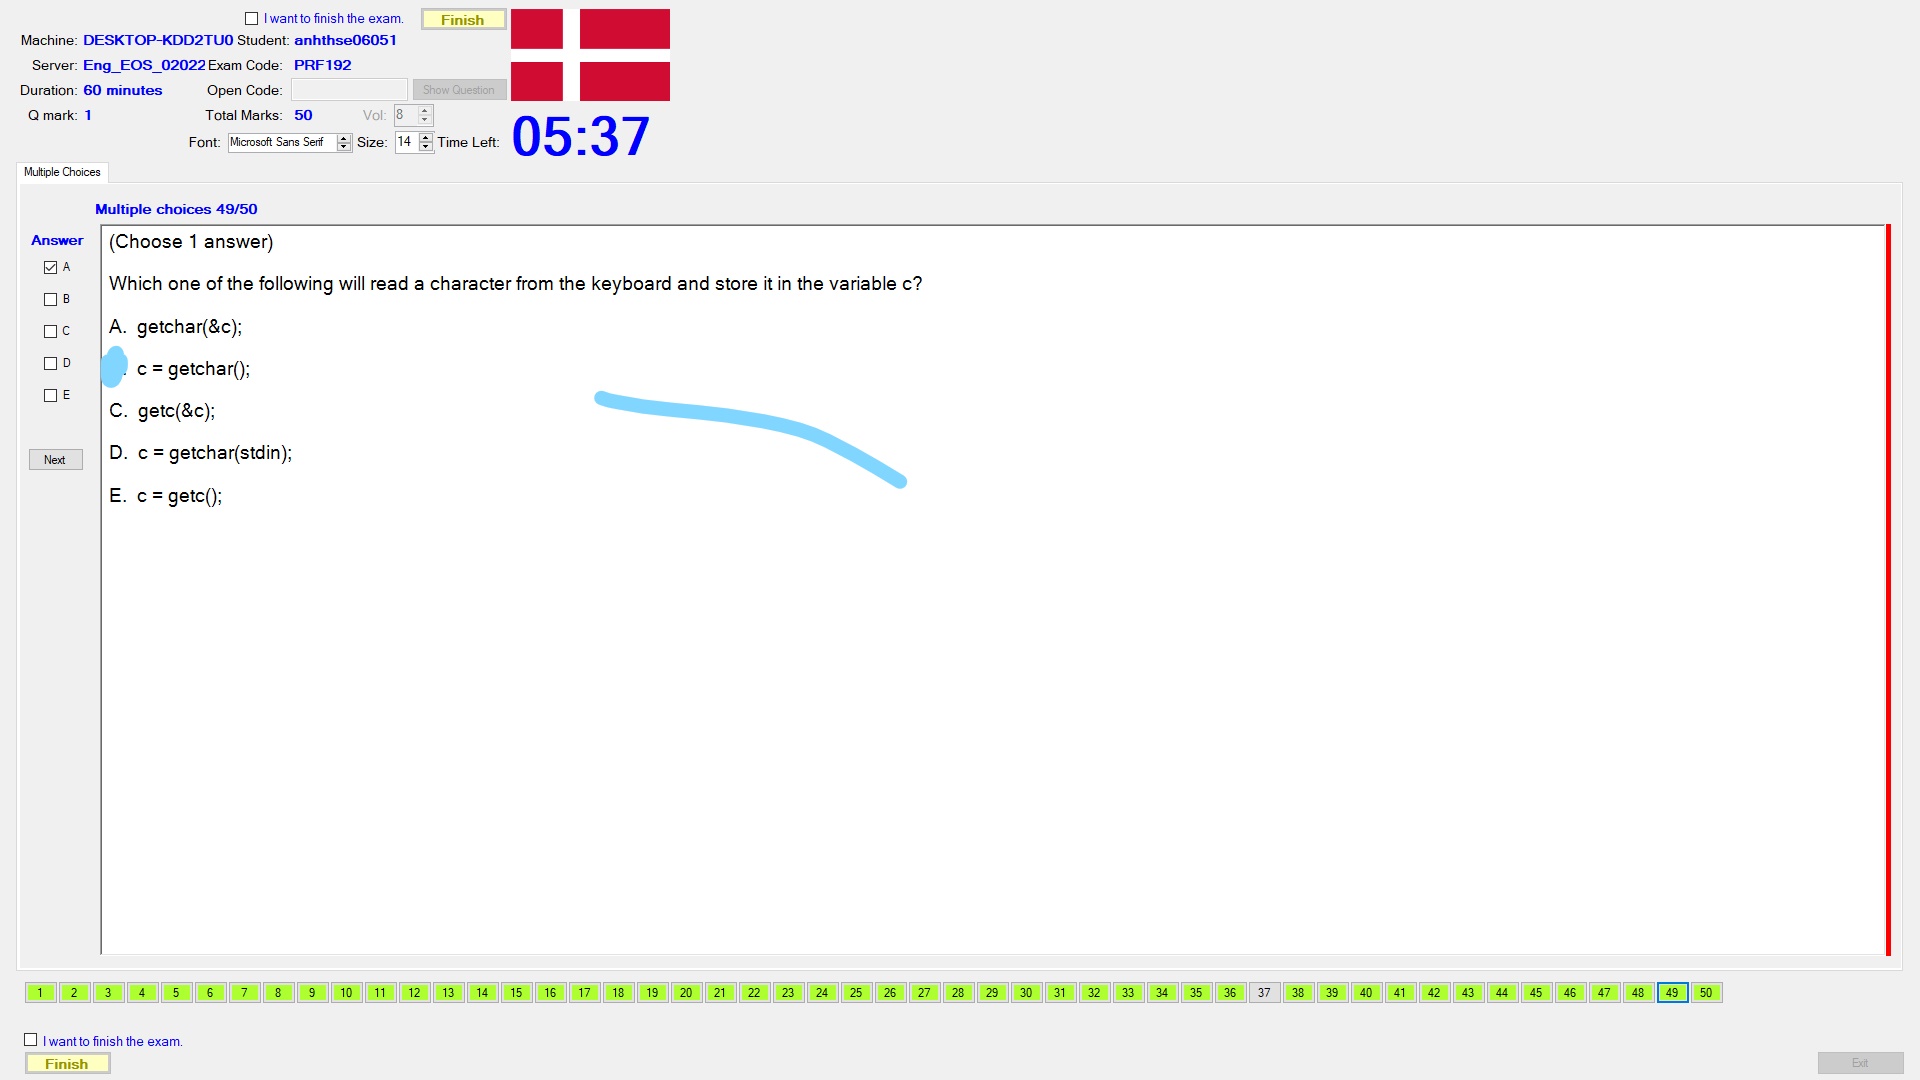 I want to finish the exam. Finish
Machine: DESKTOP-KDD2TU0 Student: anhthse06051
Server: Eng_EOS_02022 Exam Code: PRF192
Duration: 60 minutes Open Code: Show Question
Q mark: 1 Total Marks: 50 Vol: 8
Font: Microsoft Sans Serif Size: 14 Time Left: 05:37
Multiple Choices
Multiple choices 49/50
Answer
A
B
C
D
E
Next
(Choose 1 answer)
Which one of the following will read a character from the keyboard and store it in the variable c?
A. getchar(&c);
c = getchar();
C. getc(&c);
D. c = getchar(stdin);
E. c = getc();
1 2 3 4 5 6 7 8 9 10 11 12 13 14 15 16 17 18 19 20 21 22 23 24 25 26 27 28 29 30 31 32 33 34 35 36 37 38 39 40 41 42 43 44 45 46 47 48 49 50
I want to finish the exam.
Finish
Exit